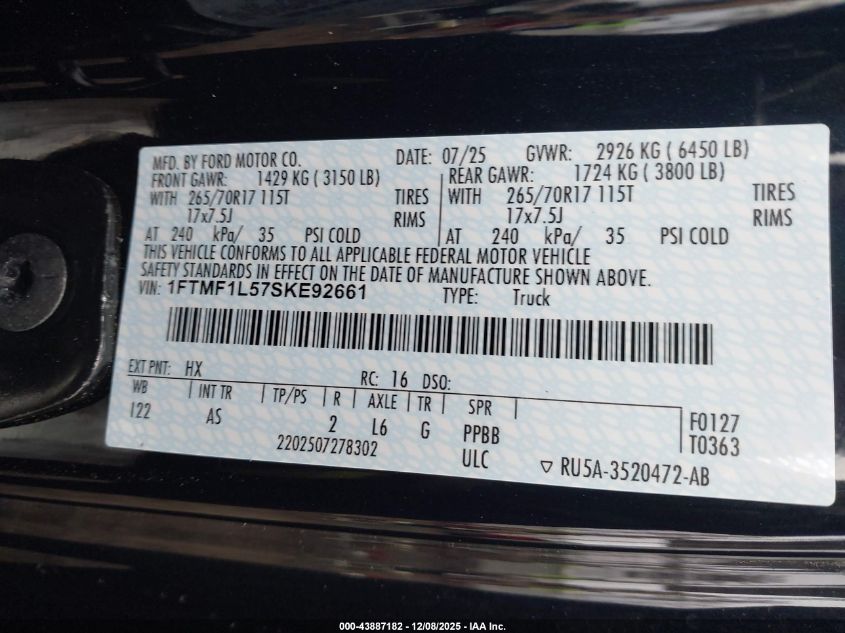 MFD. BY FORD MOTOR CO. DATE: 07/25 GVWR: 2926 KG ( 6450 LB)
FRONT GAWR: 1429 KG ( 3150 LB) REAR GAWR: 1724 KG ( 3800 LB)
WITH 265/70R17 115T TIRES WITH 265/70R17 115T TIRES
17x7.5J RIMS 17x7.5J RIMS
AT 240 kPa/ 35 PSI COLD AT 240 kPa/ 35 PSI COLD
THIS VEHICLE CONFORMS TO ALL APPLICABLE FEDERAL MOTOR VEHICLE
SAFETY STANDARDS IN EFFECT ON THE DATE OF MANUFACTURE SHOWN ABOVE.
VIN: 1FTMF1L57SKE92661 TYPE: Truck
EXT PNT: HX RC: 16 DSO:
WB INT TR TP/PS R AXLE TR SPR
122 AS 2 L6 G PPBB F0127
2202507278302 ULC T0363
▽ RU5A-3520472-AB
000-43887182 - 12/08/2025 - IAA Inc.